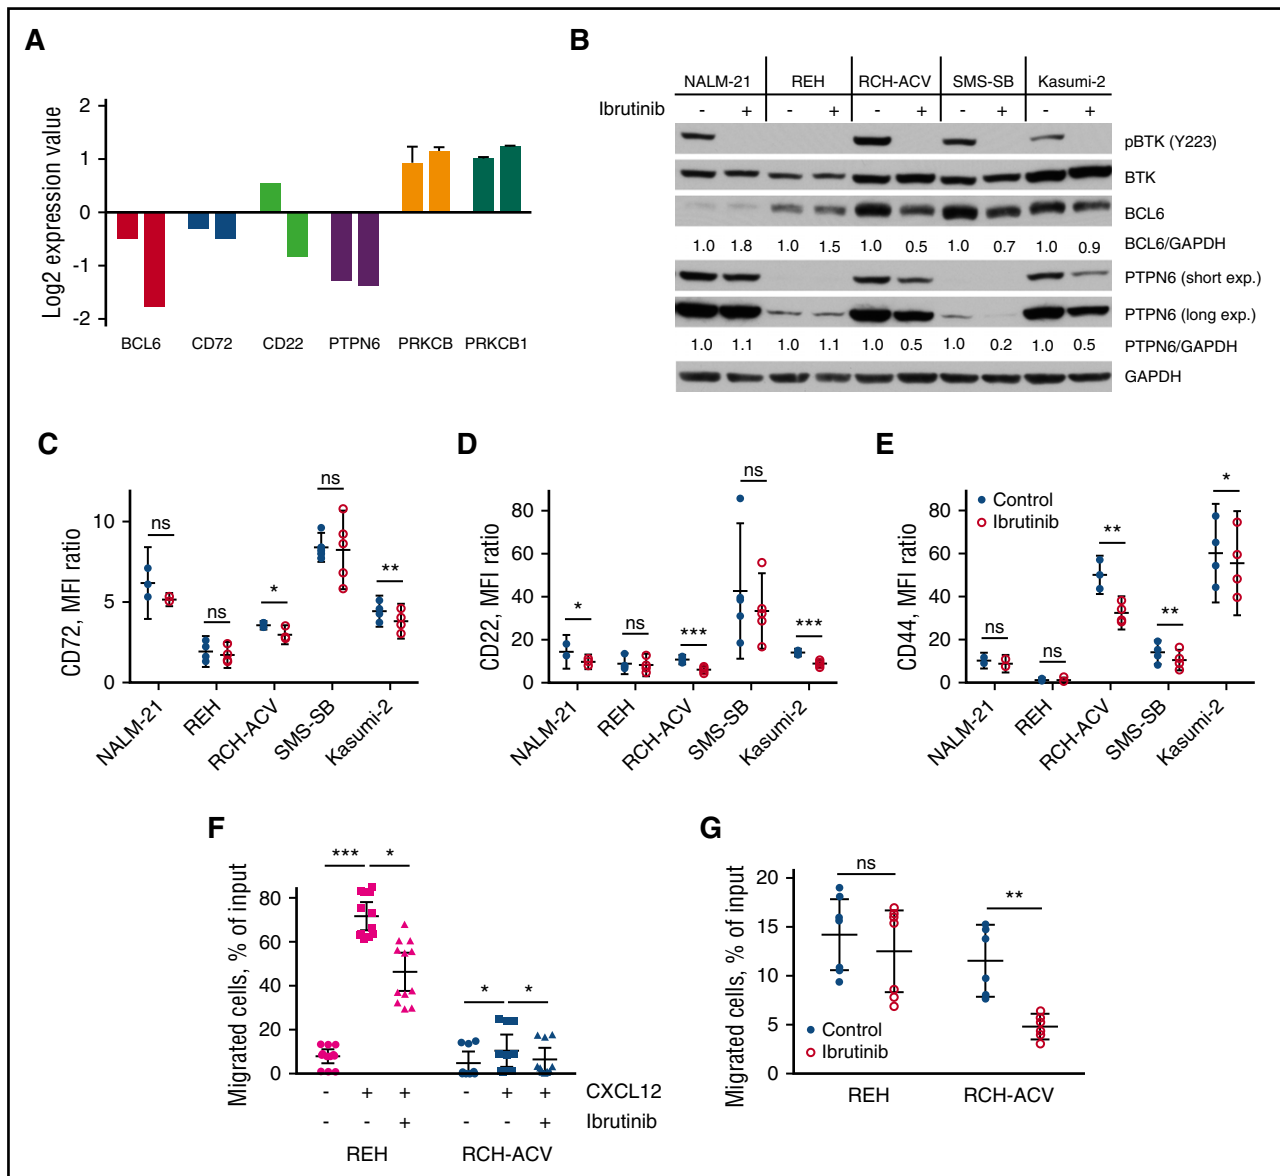 A
Log2 expression value
2
1
0
-1
-2
BCL6 CD72 CD22 PTPN6 PRKCB PRKCB1
B
NALM-21 REH RCH-ACV SMS-SB Kasumi-2
Ibrutinib - + - + - + - + - +
pBTK (Y223)
BTK
BCL6
1.0 1.8 1.0 1.5 1.0 0.5 1.0 0.7 1.0 0.9 BCL6/GAPDH
PTPN6 (short exp.)
PTPN6 (long exp.)
1.0 1.1 1.0 1.1 1.0 0.5 1.0 0.2 1.0 0.5 PTPN6/GAPDH
GAPDH
C
CD72, MFI ratio
10
5
0
ns ns * ns **
NALM-21 REH RCH-ACV SMS-SB Kasumi-2
D
CD22, MFI ratio
80
60
40
20
0
* ns *** ns ***
NALM-21 REH RCH-ACV SMS-SB Kasumi-2
E
CD44, MFI ratio
80
60
40
20
0
Control
Ibrutinib
ns ns ** ** *
NALM-21 REH RCH-ACV SMS-SB Kasumi-2
F
Migrated cells, % of input
80
60
40
20
0
*** * * *
- + + - + + CXCL12
- - + - - + Ibrutinib
REH RCH-ACV
G
Migrated cells, % of input
20
15
10
5
0
ns **
Control
Ibrutinib
REH RCH-ACV